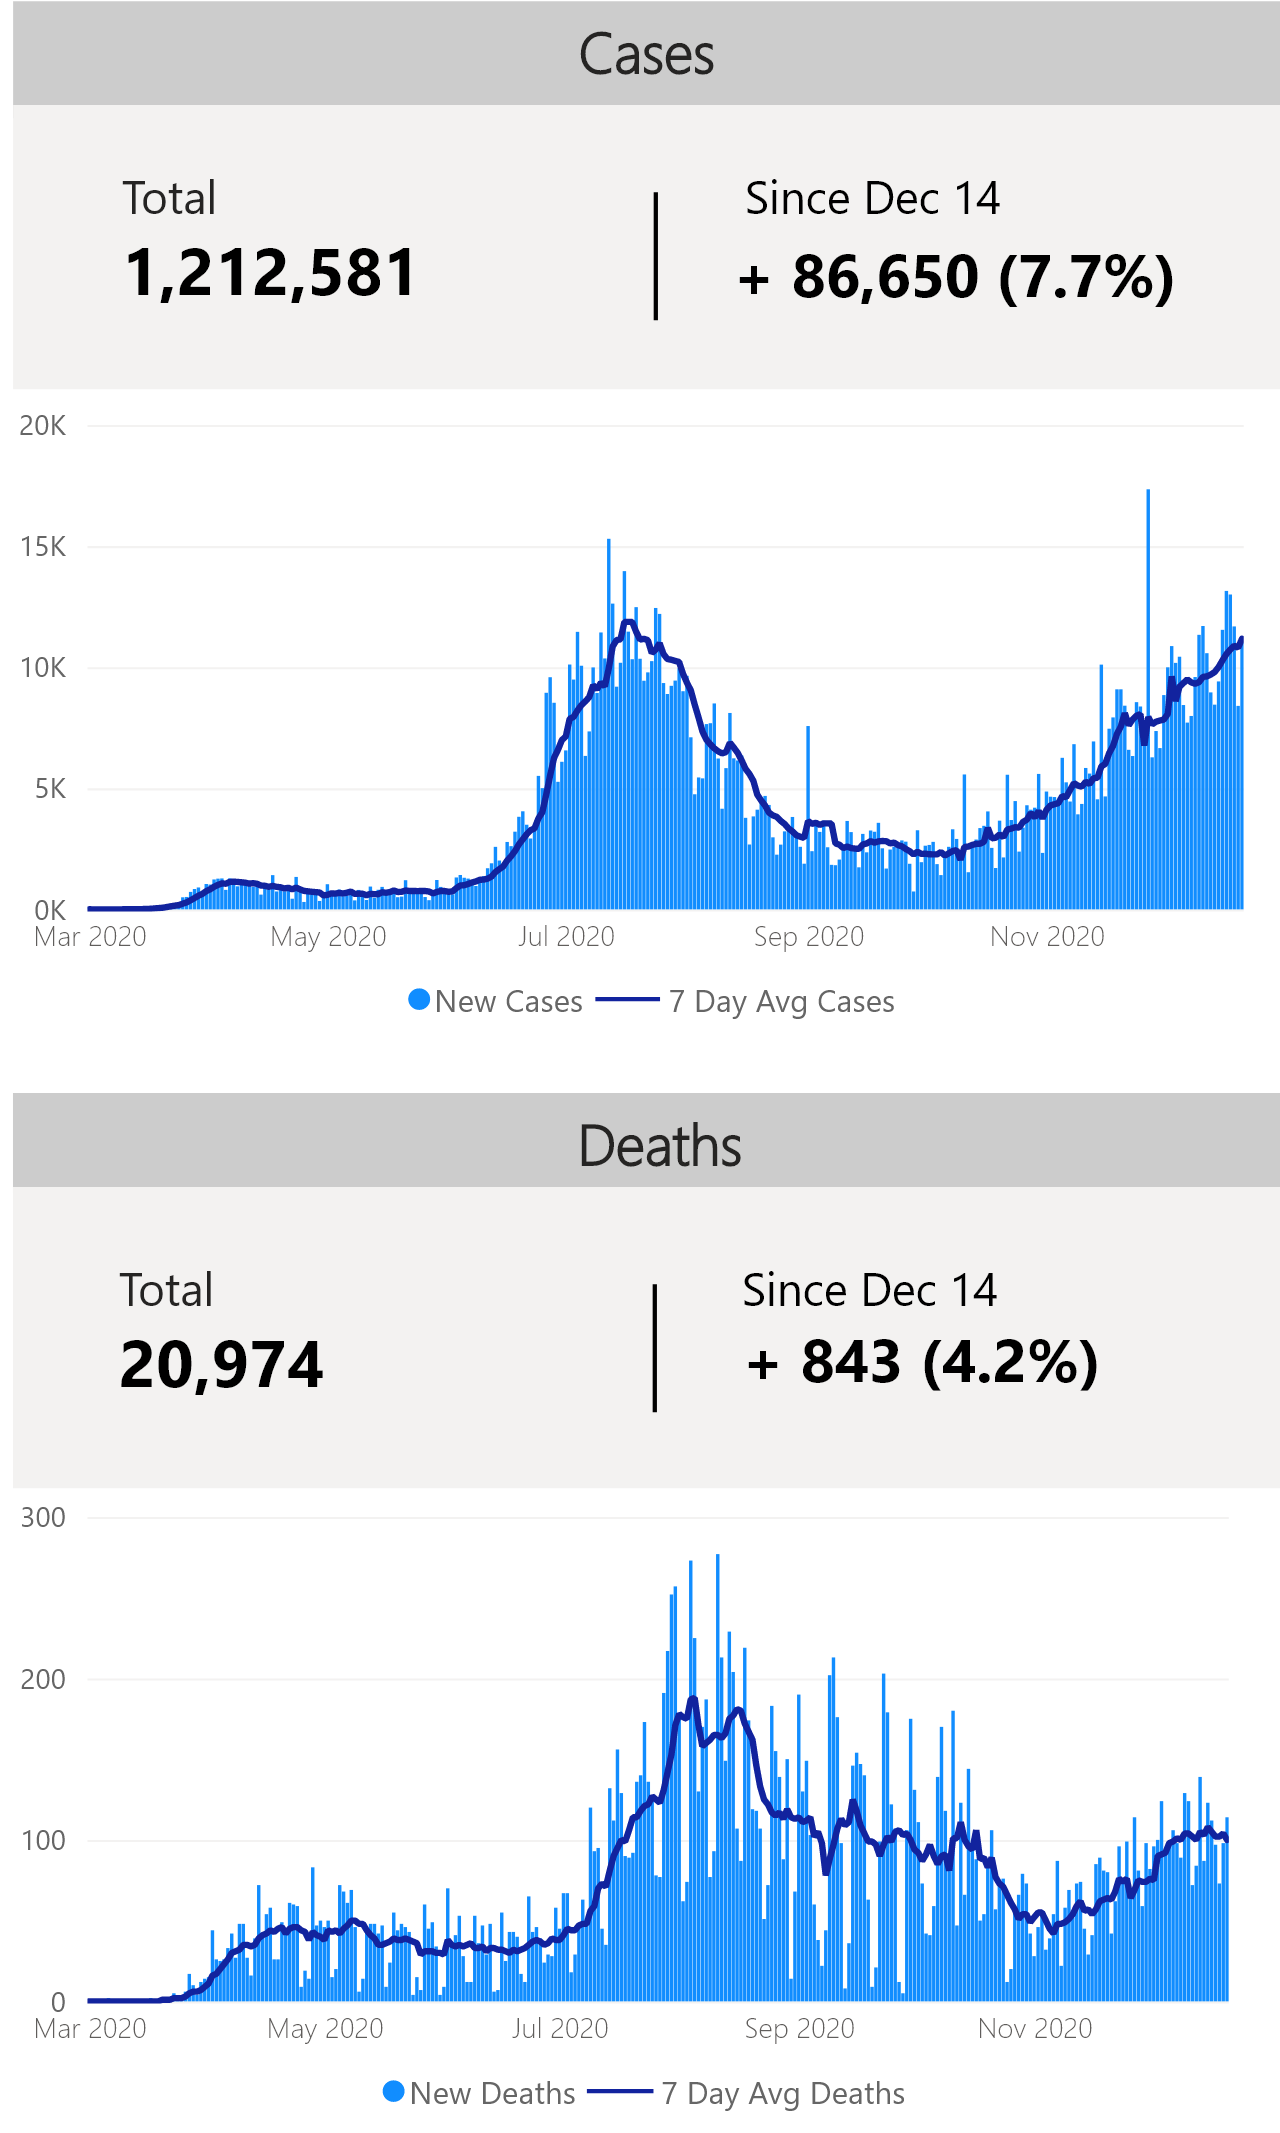 Cases
Total
Since Dec 14
1,212,581
+ 86,650 (7.7%)
20K
15K
10K
5K
0K
Mar 2020 May 2020 Jul 2020 Sep 2020 Nov 2020
New Cases 7 Day Avg Cases
Deaths
Total
Since Dec 14
20,974
+ 843 (4.2%)
300
200
100
0
Mar 2020 May 2020 Jul 2020 Sep 2020 Nov 2020
New Deaths 7 Day Avg Deaths